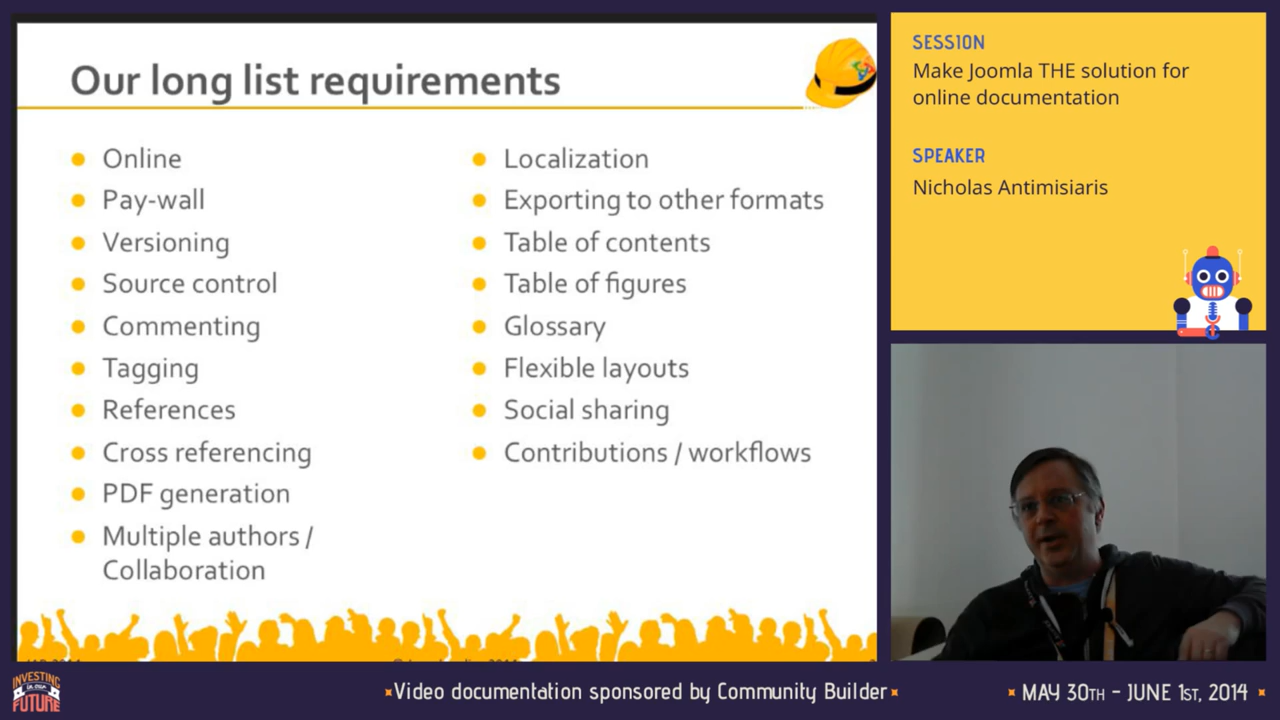 Our long list requirements
Online
Pay-wall
Versioning
Source control
Commenting
Tagging
References
Cross referencing
PDF generation
Multiple authors /
Collaboration
Localization
Exporting to other formats
Table of contents
Table of figures
Glossary
Flexible layouts
Social sharing
Contributions / workflows
SESSION
Make Joomla THE solution for
online documentation
SPEAKER
Nicholas Antimisiaris
INVESTING
IN OUR
FUTURE
Video documentation sponsored by Community Builder
MAY 30TH - JUNE 1ST, 2014